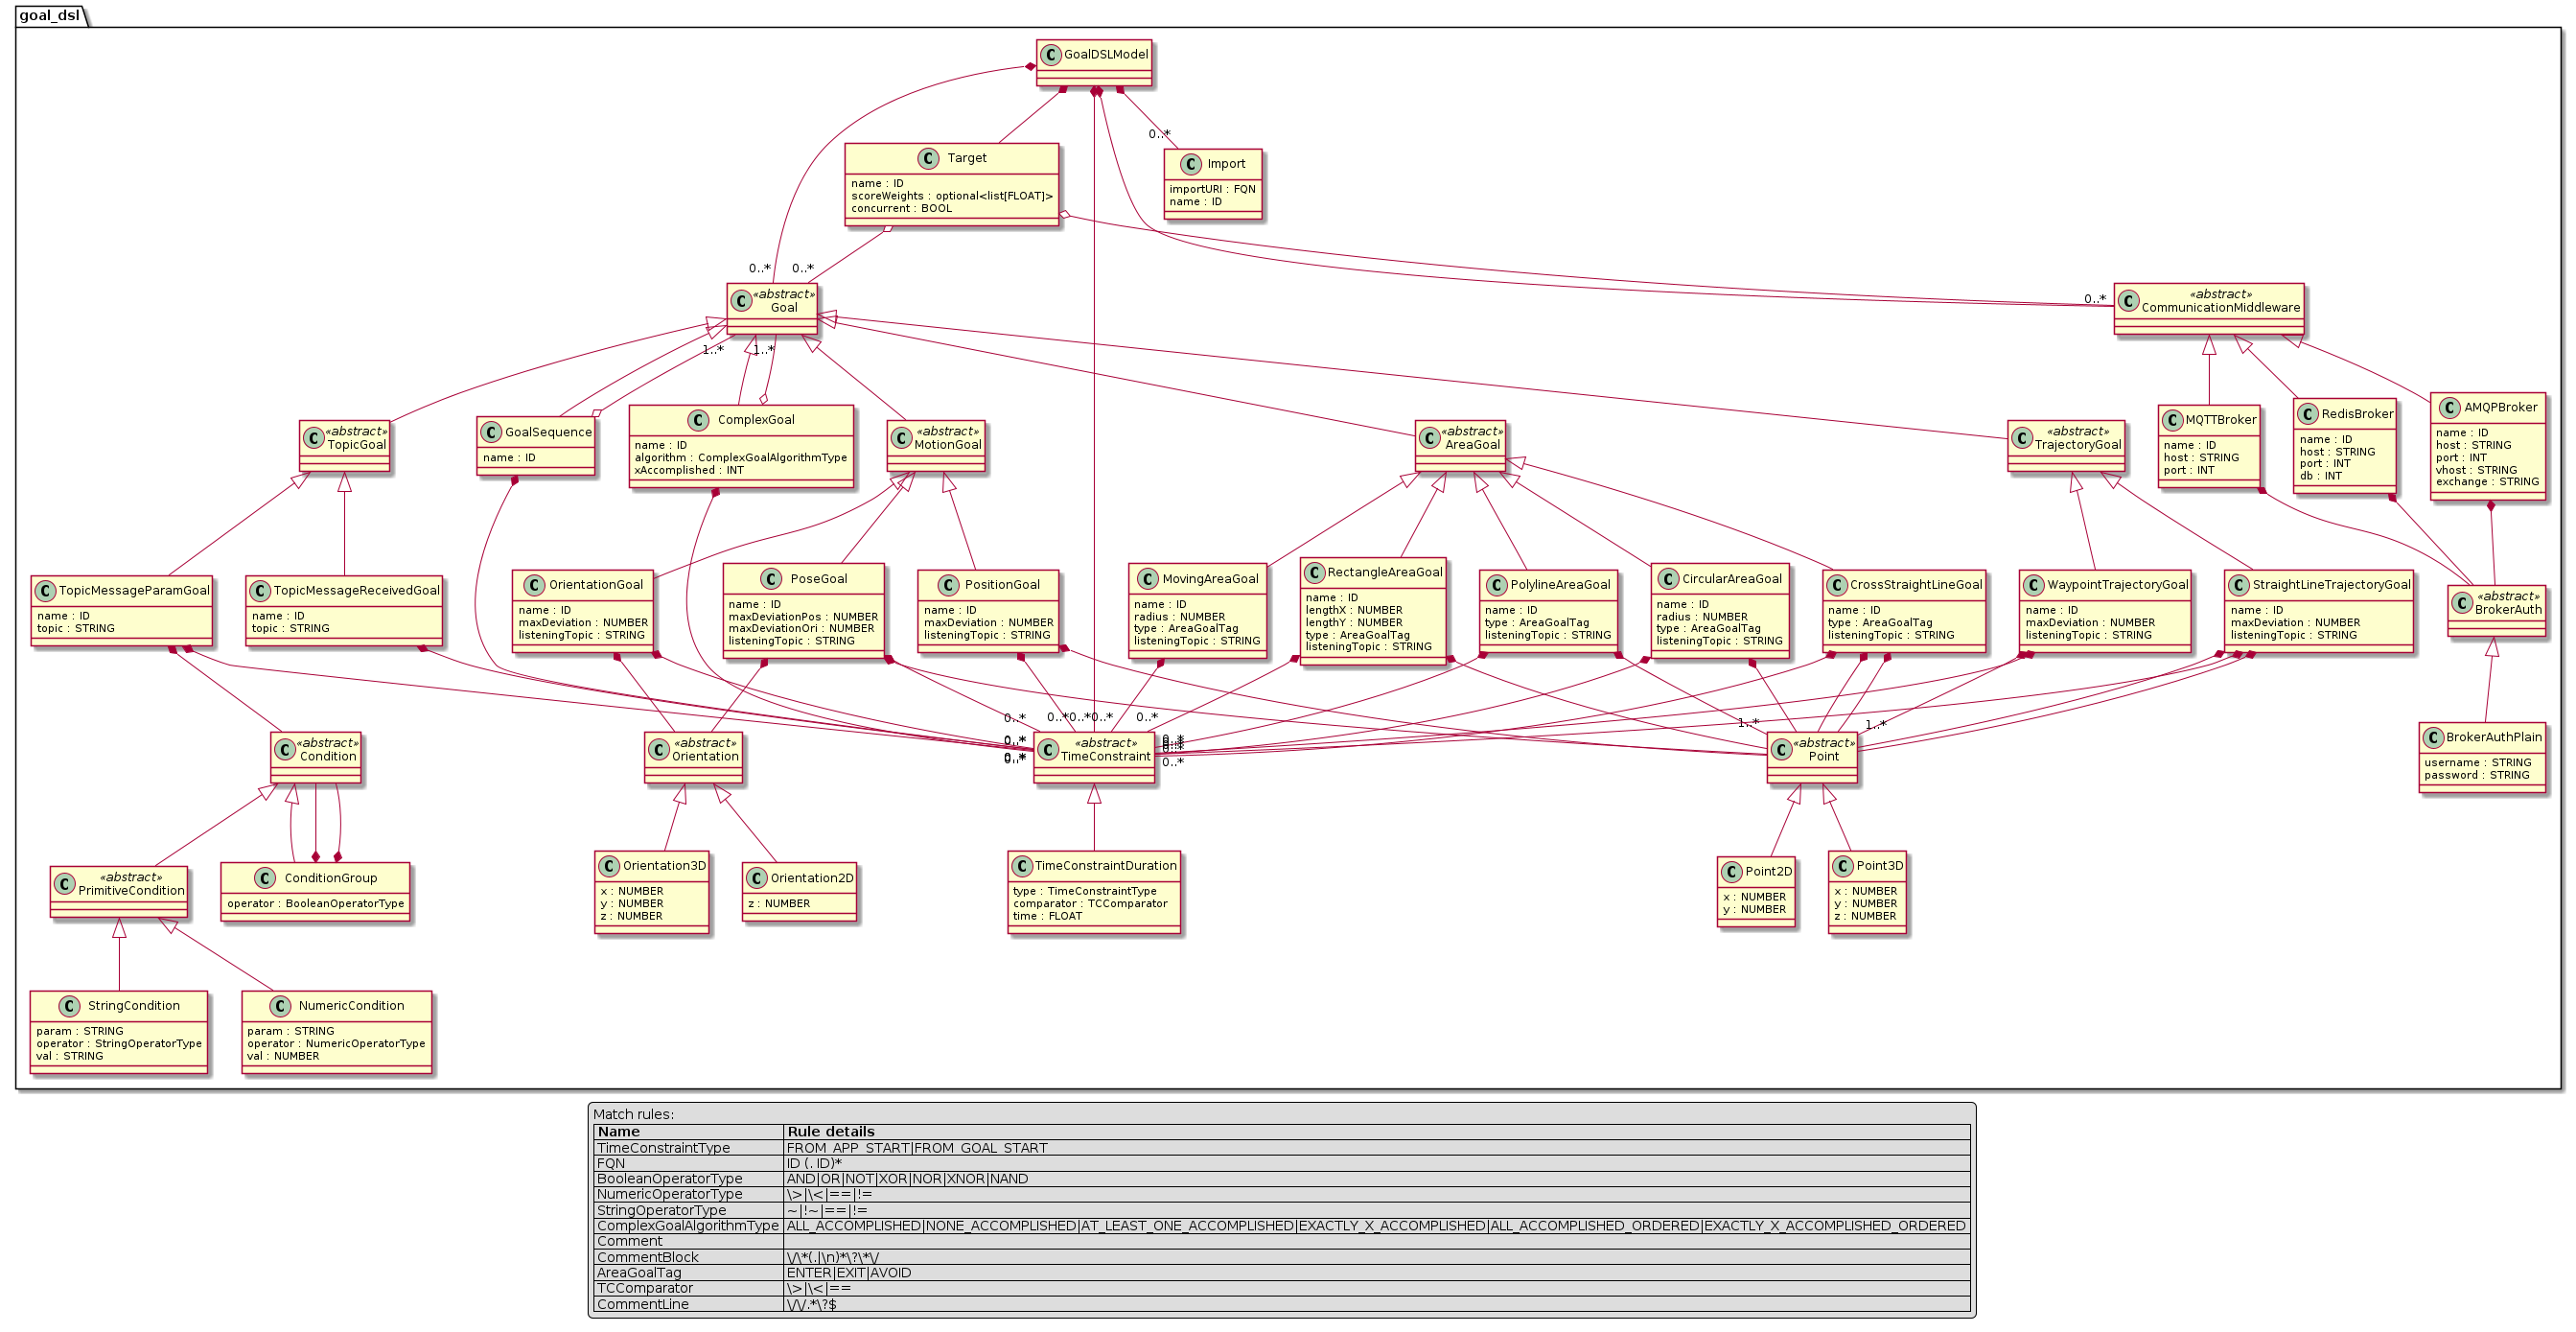 goal_dsl
C GoalDSLModel
C Target
name : ID
scoreWeights : optional<list[FLOAT]>
concurrent : BOOL
C Import
importURI : FQN
name : ID
0..*
0..*
0..*
0..*
C «abstract»
Goal
C «abstract»
CommunicationMiddleware
1..*
1..*
C «abstract»
TopicGoal
C GoalSequence
name : ID
C ComplexGoal
name : ID
algorithm : ComplexGoalAlgorithmType
xAccomplished : INT
C «abstract»
MotionGoal
C «abstract»
AreaGoal
C «abstract»
TrajectoryGoal
C MQTTBroker
name : ID
host : STRING
port : INT
C RedisBroker
name : ID
host : STRING
port : INT
db : INT
C AMQPBroker
name : ID
host : STRING
port : INT
vhost : STRING
exchange : STRING
C TopicMessageParamGoal
name : ID
topic : STRING
C TopicMessageReceivedGoal
name : ID
topic : STRING
C OrientationGoal
name : ID
maxDeviation : NUMBER
listeningTopic : STRING
C PoseGoal
name : ID
maxDeviationPos : NUMBER
maxDeviationOri : NUMBER
listeningTopic : STRING
C PositionGoal
name : ID
maxDeviation : NUMBER
listeningTopic : STRING
C MovingAreaGoal
name : ID
radius : NUMBER
type : AreaGoalTag
listeningTopic : STRING
C RectangleAreaGoal
name : ID
lengthX : NUMBER
lengthY : NUMBER
type : AreaGoalTag
listeningTopic : STRING
C PolylineAreaGoal
name : ID
type : AreaGoalTag
listeningTopic : STRING
C CircularAreaGoal
name : ID
radius : NUMBER
type : AreaGoalTag
listeningTopic : STRING
C CrossStraightLineGoal
name : ID
type : AreaGoalTag
listeningTopic : STRING
C WaypointTrajectoryGoal
name : ID
maxDeviation : NUMBER
listeningTopic : STRING
C StraightLineTrajectoryGoal
name : ID
maxDeviation : NUMBER
listeningTopic : STRING
C «abstract»
BrokerAuth
0..*
0..*0..*0..*
0..*
1..*
1..*
0..*
0..*
0..*
0..*
C «abstract»
Condition
C «abstract»
Orientation
C «abstract»
TimeConstraint
C «abstract»
Point
C BrokerAuthPlain
username : STRING
password : STRING
C «abstract»
PrimitiveCondition
C ConditionGroup
operator : BooleanOperatorType
C Orientation3D
x : NUMBER
y : NUMBER
z : NUMBER
C Orientation2D
z : NUMBER
C TimeConstraintDuration
type : TimeConstraintType
comparator : TCComparator
time : FLOAT
C Point2D
x : NUMBER
y : NUMBER
C Point3D
x : NUMBER
y : NUMBER
z : NUMBER
C StringCondition
param : STRING
operator : StringOperatorType
val : STRING
C NumericCondition
param : STRING
operator : NumericOperatorType
val : NUMBER
Match rules:
Name Rule details
TimeConstraintType FROM_APP_START|FROM_GOAL_START
FQN ID (. ID)*
BooleanOperatorType AND|OR|NOT|XOR|NOR|XNOR|NAND
NumericOperatorType \>|\<|==|!=
StringOperatorType ~|!~|==|!=
ComplexGoalAlgorithmType ALL_ACCOMPLISHED|NONE_ACCOMPLISHED|AT_LEAST_ONE_ACCOMPLISHED|EXACTLY_X_ACCOMPLISHED|ALL_ACCOMPLISHED_ORDERED|EXACTLY_X_ACCOMPLISHED_ORDERED
Comment
CommentBlock \/\*(.|\n)*\?\*\/
AreaGoalTag ENTER|EXIT|AVOID
TCComparator \>|\<|==
CommentLine \/\/.*\?$